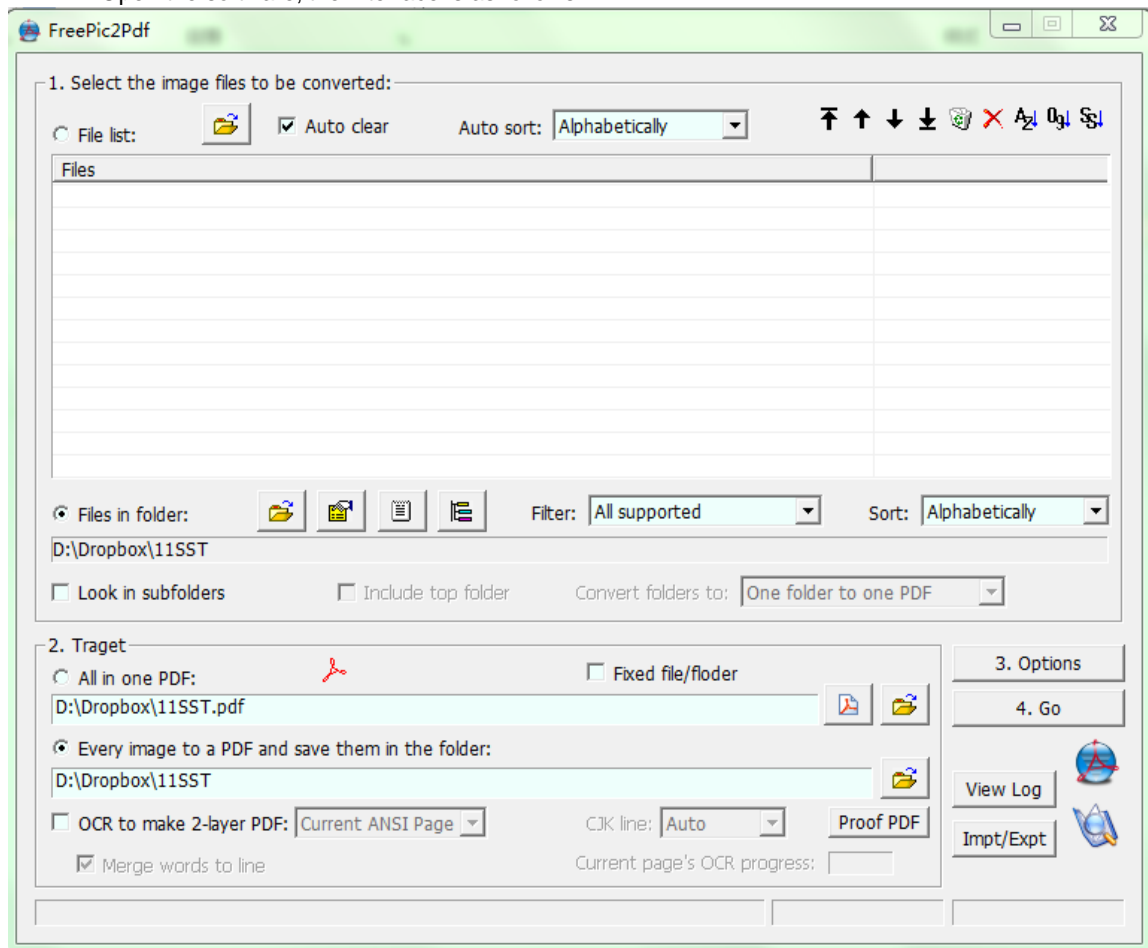 FreePic2Pdf
1. Select the image files to be converted:
File list:
Auto clear
Auto sort: Alphabetically
Files
Files in folder:
Filter: All supported
Sort: Alphabetically
D:\Dropbox\11SST
Look in subfolders
Include top folder
Convert folders to: One folder to one PDF
2. Traget
All in one PDF:
Fixed file/floder
D:\Dropbox\11SST.pdf
Every image to a PDF and save them in the folder:
D:\Dropbox\11SST
OCR to make 2-layer PDF: Current ANSI Page
CJK line: Auto
Proof PDF
Merge words to line
Current page's OCR progress:
3. Options
4. Go
View Log
Impt/Expt